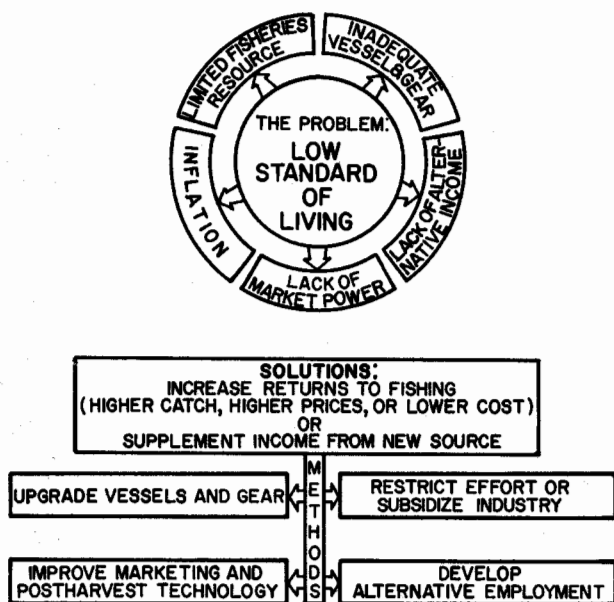 LIMITED FISHERIES
RESOURCE
INADEQUATE
VESSEL&GEAR
THE PROBLEM:
LOW
STANDARD
OF
LIVING
INFLATION
LACK OF ALTER-
NATIVE INCOME
LACK OF
MARKET POWER
SOLUTIONS:
INCREASE RETURNS TO FISHING
(HIGHER CATCH, HIGHER PRICES, OR LOWER COST)
OR
SUPPLEMENT INCOME FROM NEW SOURCE
METHODS
UPGRADE VESSELS AND GEAR
RESTRICT EFFORT OR
SUBSIDIZE INDUSTRY
IMPROVE MARKETING AND
POSTHARVEST TECHNOLOGY
DEVELOP
ALTERNATIVE EMPLOYMENT